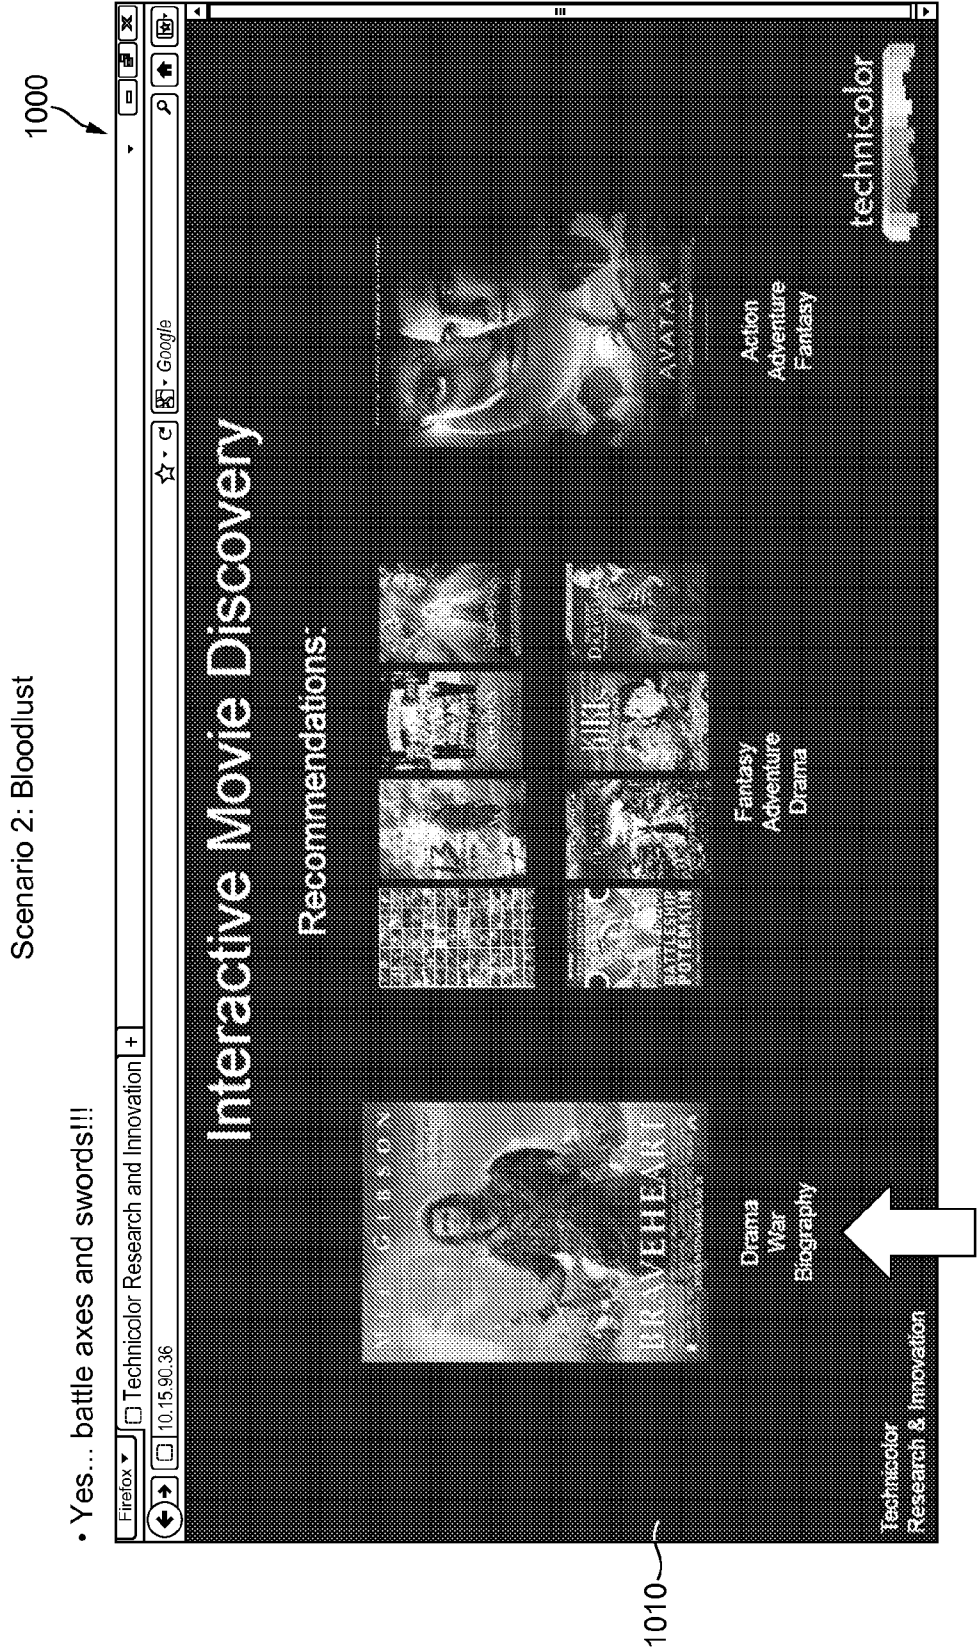 Scenario 2: Bloodlust
• Yes... battle axes and swords!!!
1000
Firefox
Technicolor Research and Innovation
+
10.15.90.36
Google
Interactive Movie Discovery
Recommendations:
GIBSON
BRAVEHEART
Drama
War
Biography
BATTLESHIP
POTEMKIN
Fantasy
Adventure
Drama
AVATAR
Action
Adventure
Fantasy
Technicolor
Research & Innovation
technicolor
1010